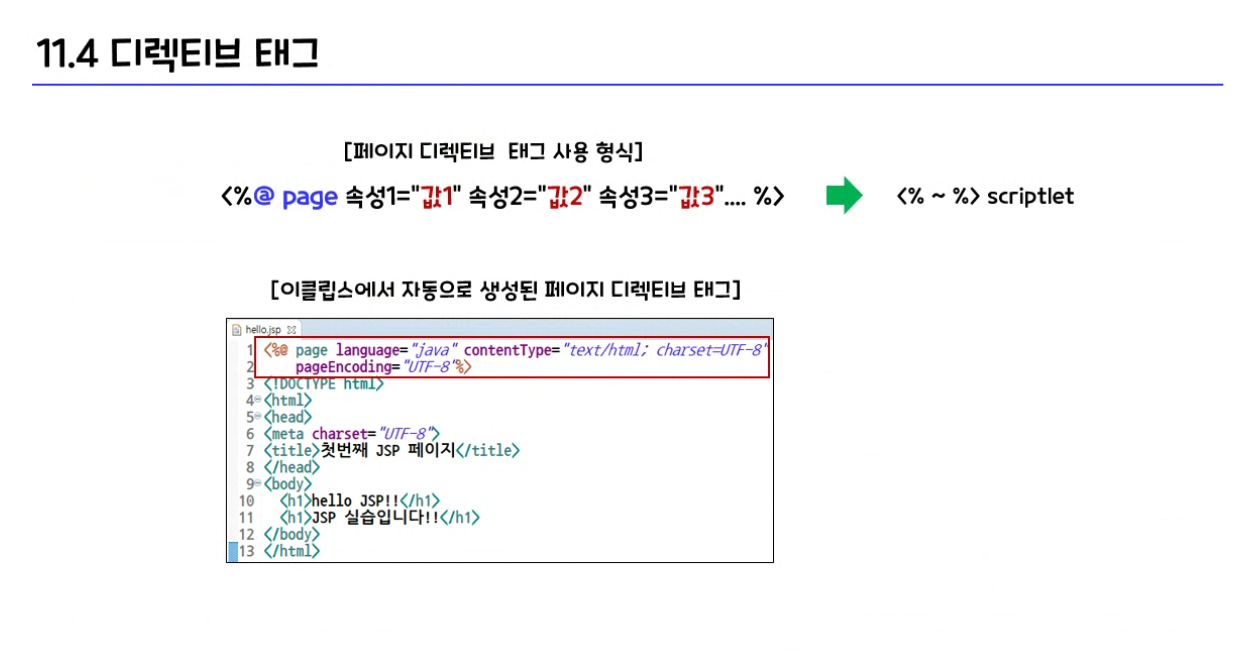 11.4 디렉티브 태그
[페이지 디렉티브 태그 사용 형식]
<%@ page 속성1="값1" 속성2="값2" 속성3="값3".... %> <% ~ %> scriptlet
[이클립스에서 자동으로 생성된 페이지 디렉티브 태그]
hello.jsp
1 <%@ page language="java" contentType="text/html; charset=UTF-8"
2 pageEncoding="UTF-8"%>
3 <!DOCTYPE html>
4 <html>
5 <head>
6 <meta charset="UTF-8">
7 <title>첫번째 JSP 페이지</title>
8 </head>
9 <body>
10 <h1>hello JSP!!</h1>
11 <h1>JSP 실습입니다!!</h1>
12 </body>
13 </html>